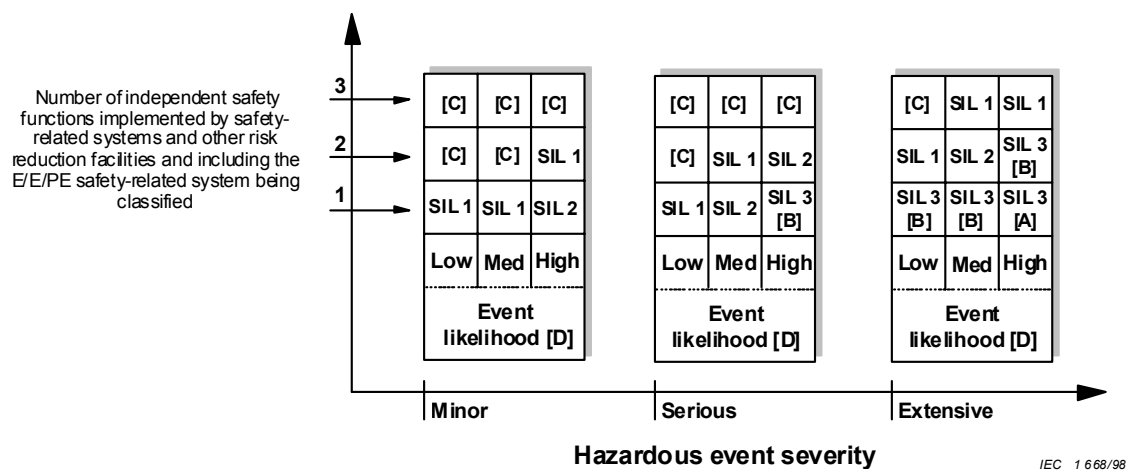 Number of independent safety
functions implemented by safety-
related systems and other risk
reduction facilities and including the
E/E/PE safety-related system being
classified
3
2
1
[C] [C] [C]
[C] [C] SIL 1
SIL 1 SIL 1 SIL 2
Low Med High
Event
likelihood [D]
[C] [C] [C]
[C] SIL 1 SIL 2
SIL 1 SIL 2 SIL 3
[B]
Low Med High
Event
likelihood [D]
[C] SIL 1 SIL 1
SIL 1 SIL 2 SIL 3
[B]
SIL 3 SIL 3 SIL 3
[B] [B] [A]
Low Med High
Event
likelihood [D]
Minor
Serious
Extensive
Hazardous event severity
IEC 1 668/98